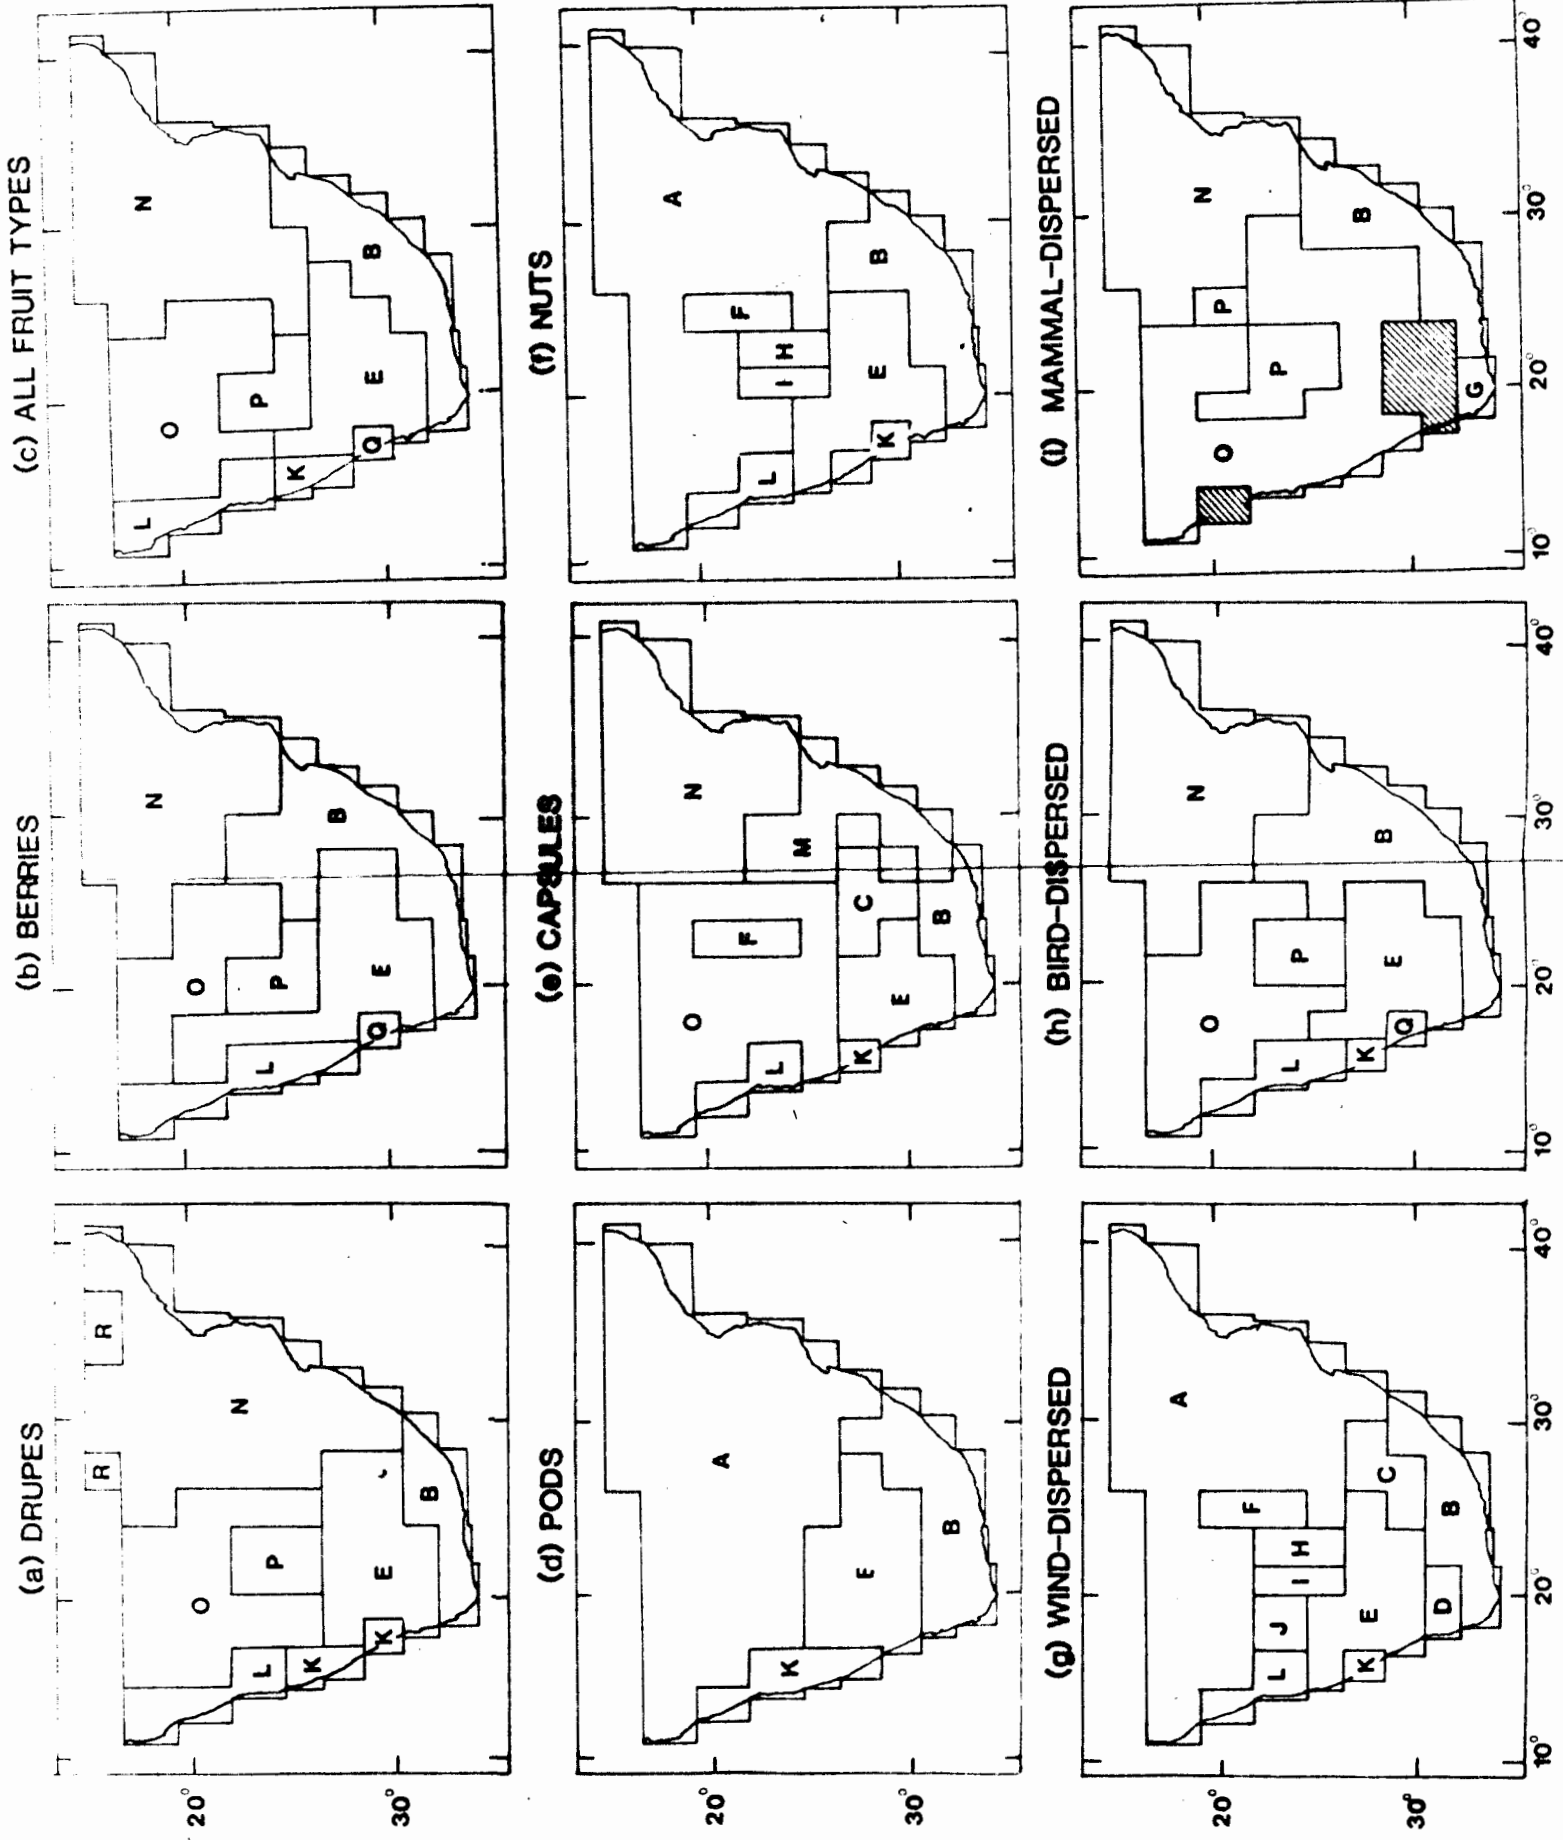 (a) DRUPES
R R
O N
L P
K
K E
B
20°
30°
(b) BERRIES
N
O
L P
B
Q E
(c) ALL FRUIT TYPES
L N
O
P
K
Q E B
(d) PODS
A
K
E
B
20°
30°
(e) CAPSULES
O N
F
L M
K C
E B
(f) NUTS
A
F
L I H
K E B
(g) WIND-DISPERSED
A
F
L J I H
K E C
D B
20°
30°
10° 20° 30° 40°
(h) BIRD-DISPERSED
O N
L P
K B
Q E
10° 20° 30° 40°
(i) MAMMAL-DISPERSED
N
O P
P
B
G
10° 20° 30° 40°